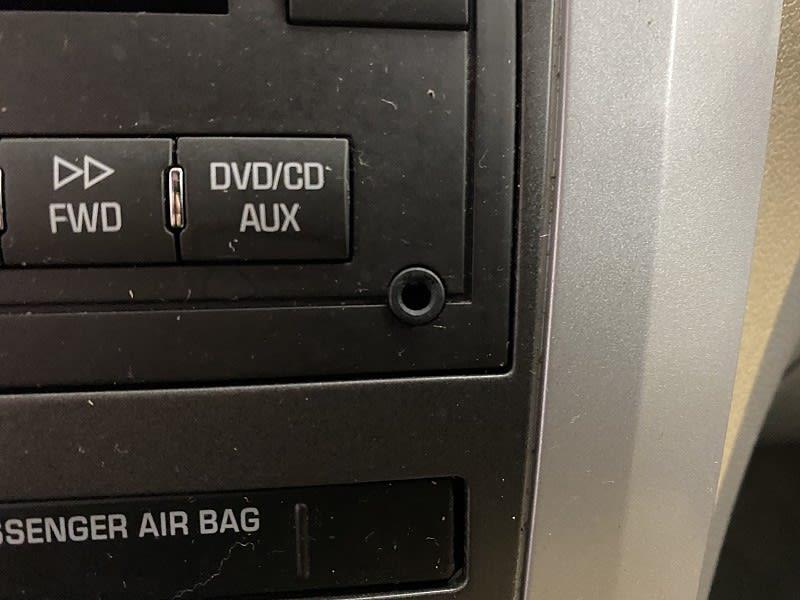 FWD
DVD/CD
AUX
SSENGER AIR BAG